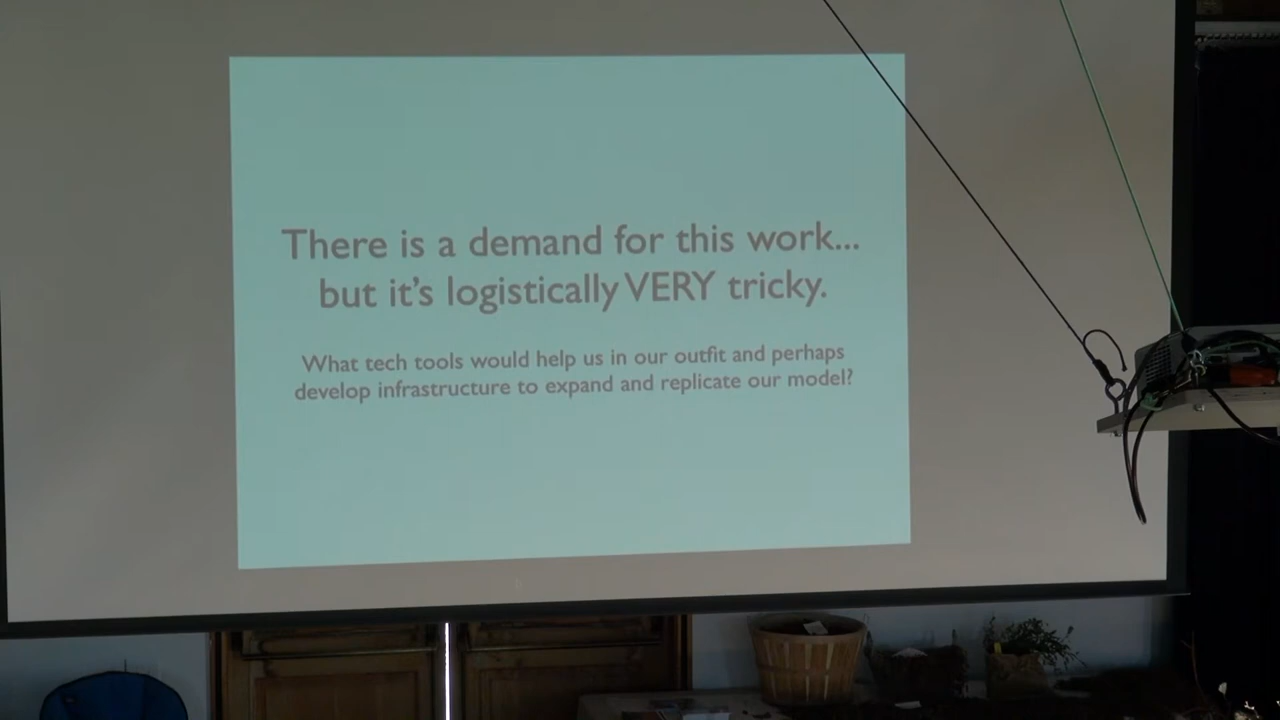 There is a demand for this work...
but it's logistically VERY tricky.
What tech tools would help us in our outfit and perhaps
develop infrastructure to expand and replicate our model?